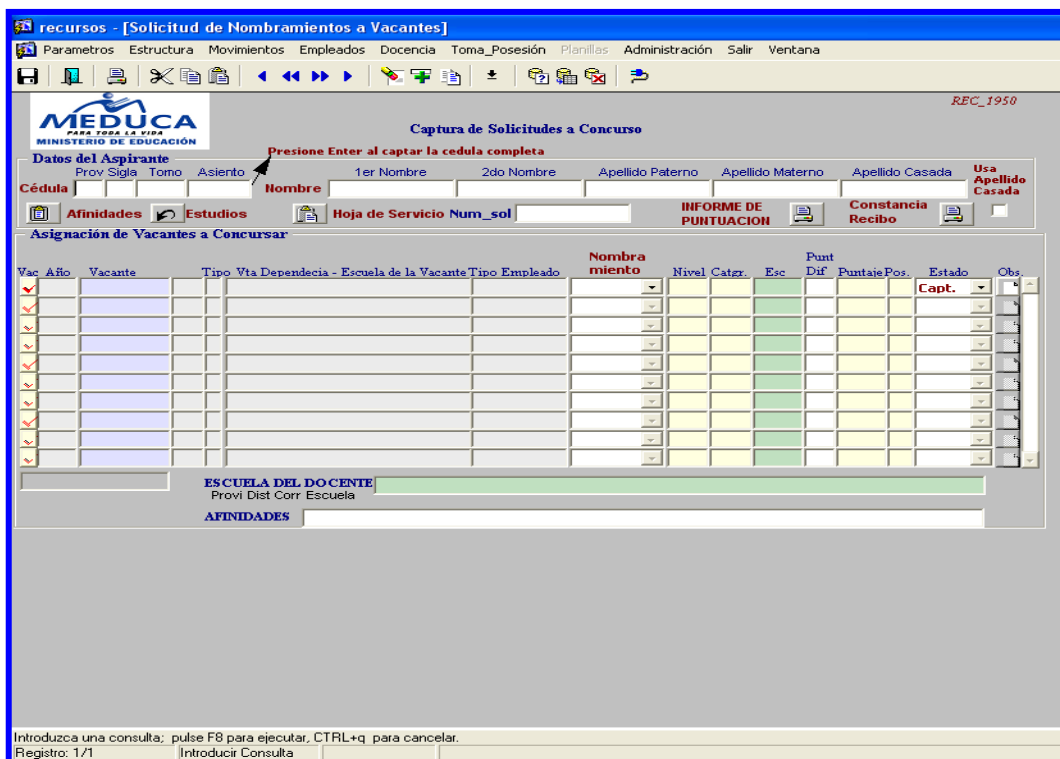 recursos - [Solicitud de Nombramientos a Vacantes]
Parametros Estructura Movimientos Empleados Docencia Toma_Posesión Planillas Administración Salir Ventana
REC_1950
MEDUCA
PARA TODA LA VIDA
MINISTERIO DE EDUCACIÓN
Captura de Solicitudes a Concurso
Presione Enter al captar la cedula completa
Datos del Aspirante
Prov Sigla Tomo Asiento 1er Nombre 2do Nombre Apellido Paterno Apellido Materno Apellido Casada Usa Apellido Casada
Cédula Nombre
Afinidades Estudios Hoja de Servicio Num_sol INFORME DE PUNTUACION Constancia Recibo
Asignación de Vacantes a Concursar
Vac Año Vacante Tipo Vta Dependecia - Escuela de la Vacante Tipo Empleado Nombra miento Nivel Catgr. Esc Punt Dif Puntaje Pos. Estado Obs.
Capt.
ESCUELA DEL DOCENTE
Provi Dist Corr Escuela
AFINIDADES
Introduzca una consulta; pulse F8 para ejecutar, CTRL+q para cancelar.
Registro: 1/1 Introducir Consulta